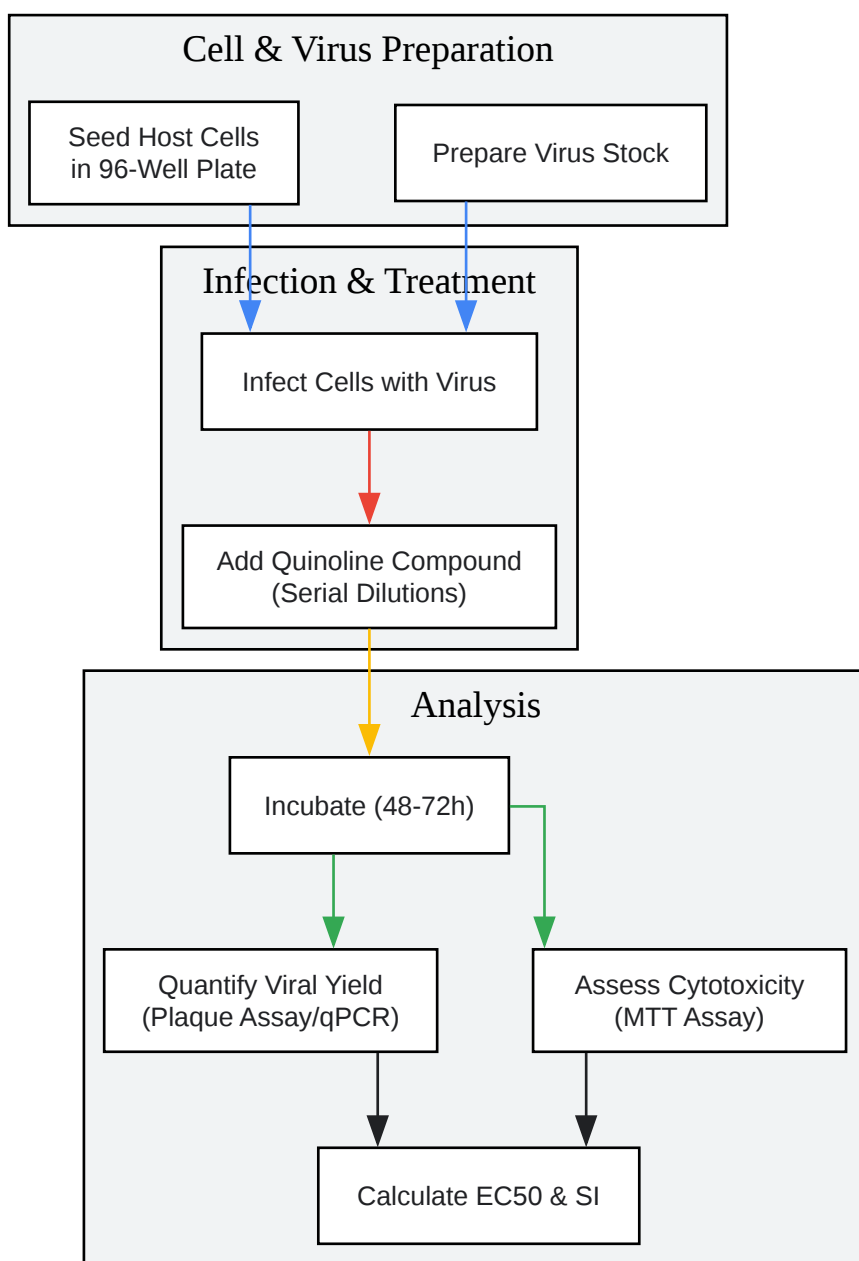 Cell & Virus Preparation
Seed Host Cells
in 96-Well Plate
Prepare Virus Stock
Infection & Treatment
Infect Cells with Virus
Add Quinoline Compound
(Serial Dilutions)
Analysis
Incubate (48-72h)
Quantify Viral Yield
(Plaque Assay/qPCR)
Assess Cytotoxicity
(MTT Assay)
Calculate EC50 & SI